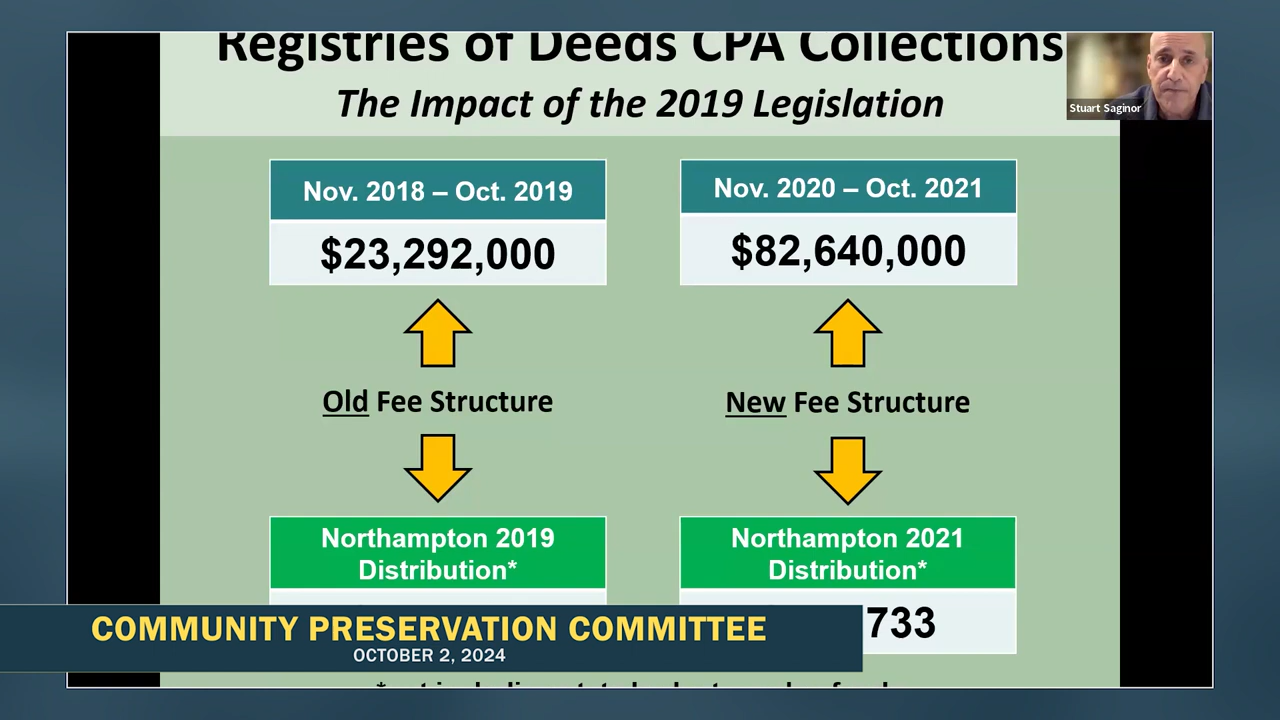 Registries of Deeds CPA Collections
The Impact of the 2019 Legislation
Stuart Saginor
Nov. 2018 – Oct. 2019
$23,292,000
Nov. 2020 – Oct. 2021
$82,640,000
Old Fee Structure
New Fee Structure
Northampton 2019
Distribution*
Northampton 2021
Distribution*
733
COMMUNITY PRESERVATION COMMITTEE
OCTOBER 2, 2024